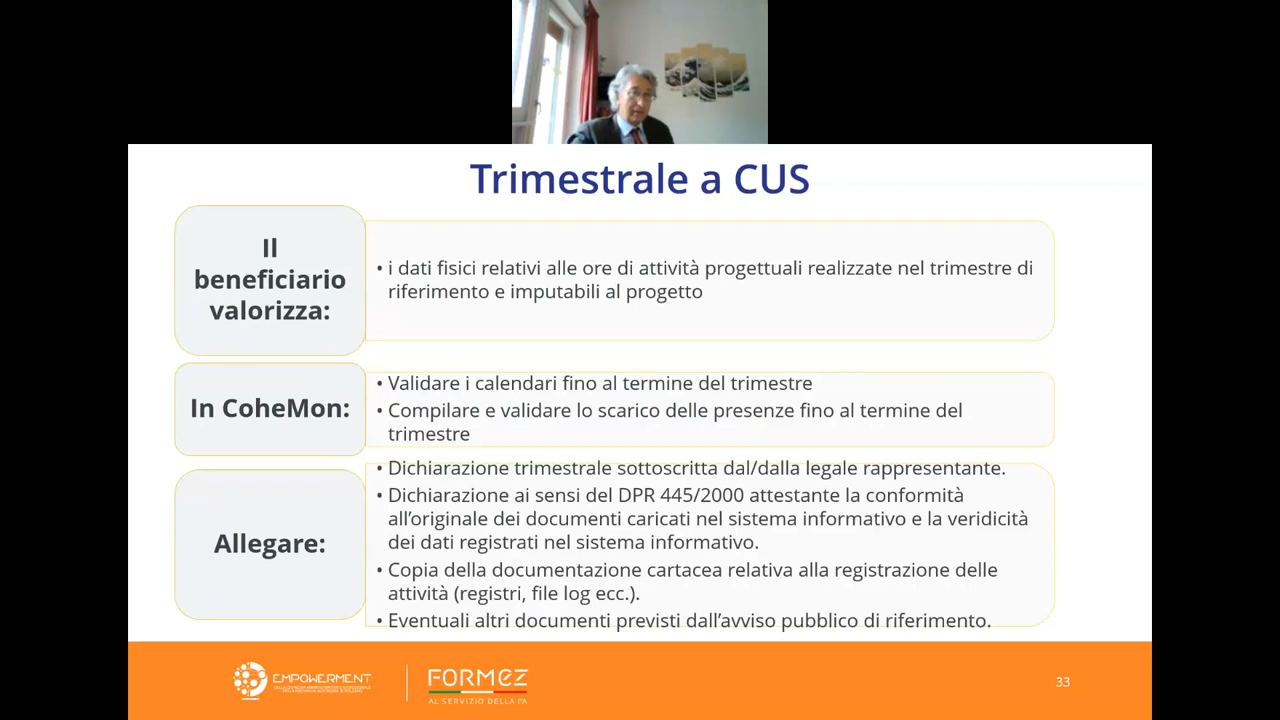 Trimestrale a CUS
Il
beneficiario
valorizza:
• i dati fisici relativi alle ore di attività progettuali realizzate nel trimestre di
riferimento e imputabili al progetto
In CoheMon:
• Validare i calendari fino al termine del trimestre
• Compilare e validare lo scarico delle presenze fino al termine del
trimestre
Allegare:
• Dichiarazione trimestrale sottoscritta dal/dalla legale rappresentante.
• Dichiarazione ai sensi del DPR 445/2000 attestante la conformità
all’originale dei documenti caricati nel sistema informativo e la veridicità
dei dati registrati nel sistema informativo.
• Copia della documentazione cartacea relativa alla registrazione delle
attività (registri, file log ecc.).
• Eventuali altri documenti previsti dall’avviso pubblico di riferimento.
EMPOWERMENT
FORMEZ
AL SERVIZIO DELLA PA
33